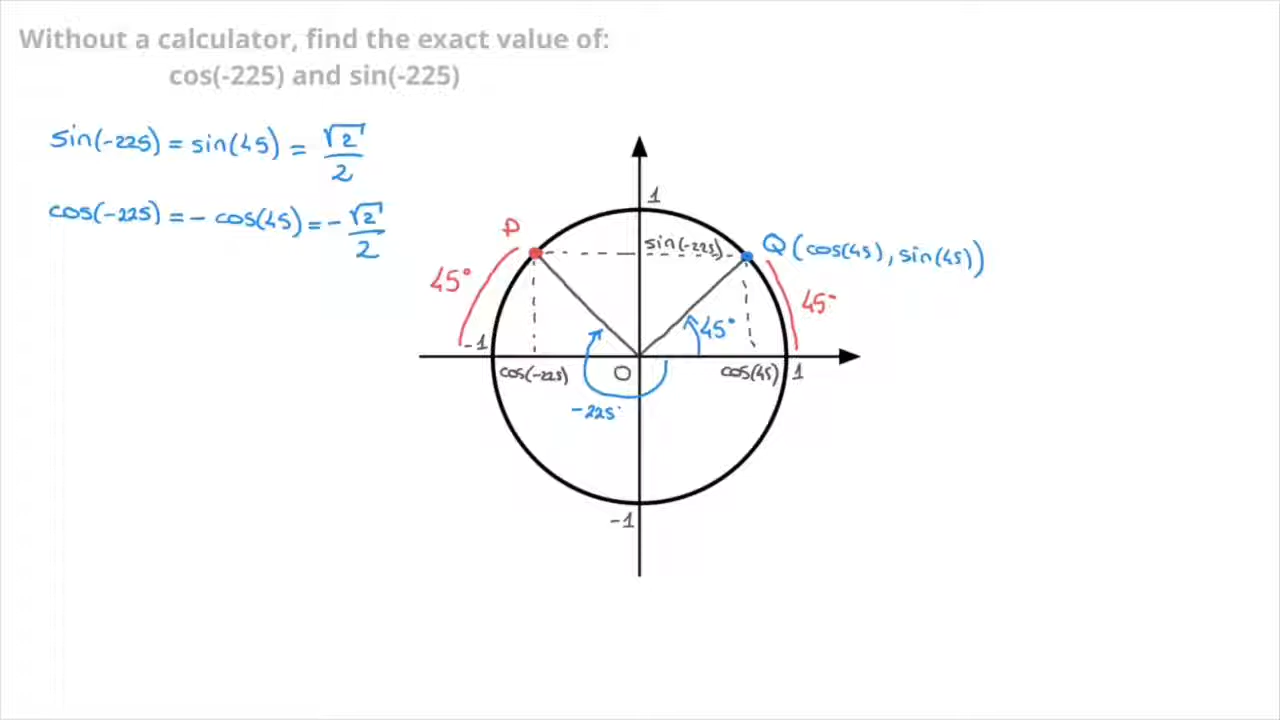 Without a calculator, find the exact value of:
cos(-225) and sin(-225)
sin(-225) = sin(45) = √2/2
cos(-225) = - cos(45) = - √2/2
1
P
sin(-225)
Q (cos(45), sin(45))
45°
45°
45°
-1
cos(-225)
O
cos(45)
1
-225°
-1